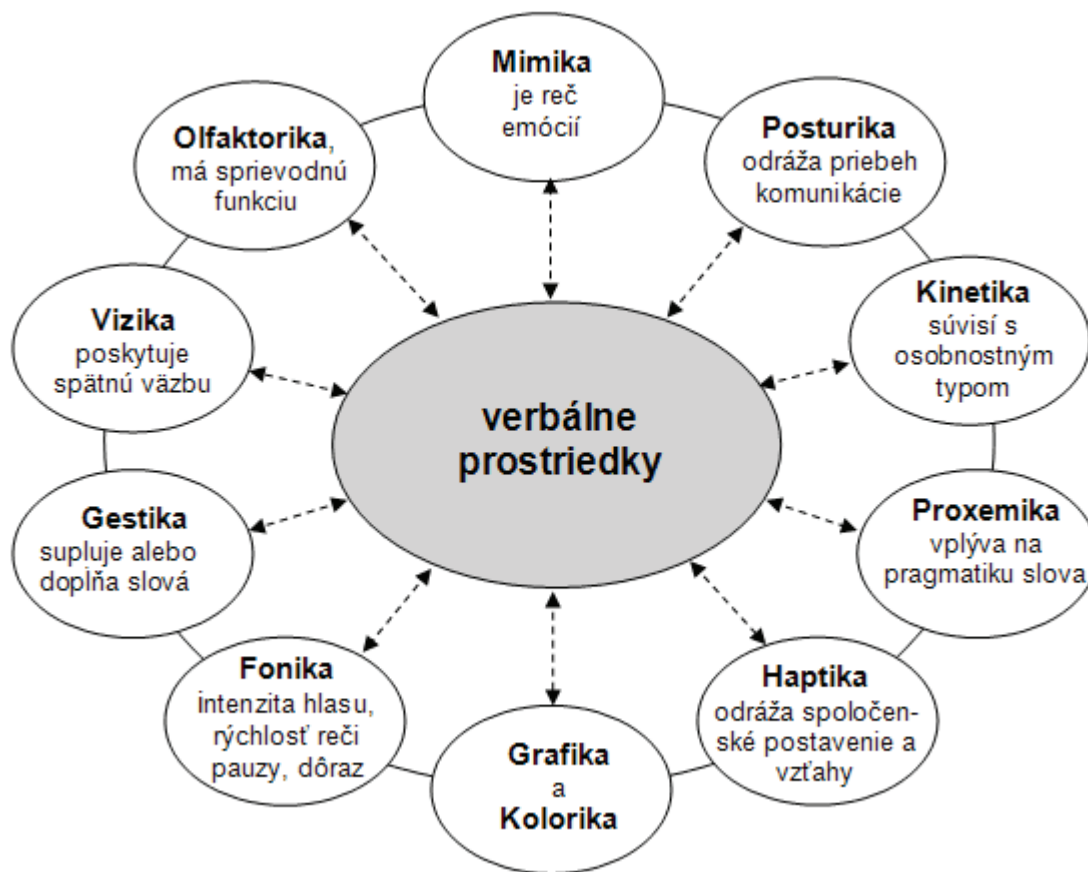 Mimika
je reč
emócií
Posturika
odráža priebeh
komunikácie
Kinetika
súvisí s
osobnostným
typom
Proxemika
vplýva na
pragmatiku slova
Haptika
odráža spoločen-
ské postavenie a
vzťahy
Grafika
a
Kolorika
Fonika
intenzita hlasu,
rýchlosť reči
pauzy, dôraz
Gestika
supluje alebo
dopĺňa slová
Vizika
poskytuje
spätnú väzbu
Olfaktorika,
má sprievodnú
funkciu
verbálne
prostriedky